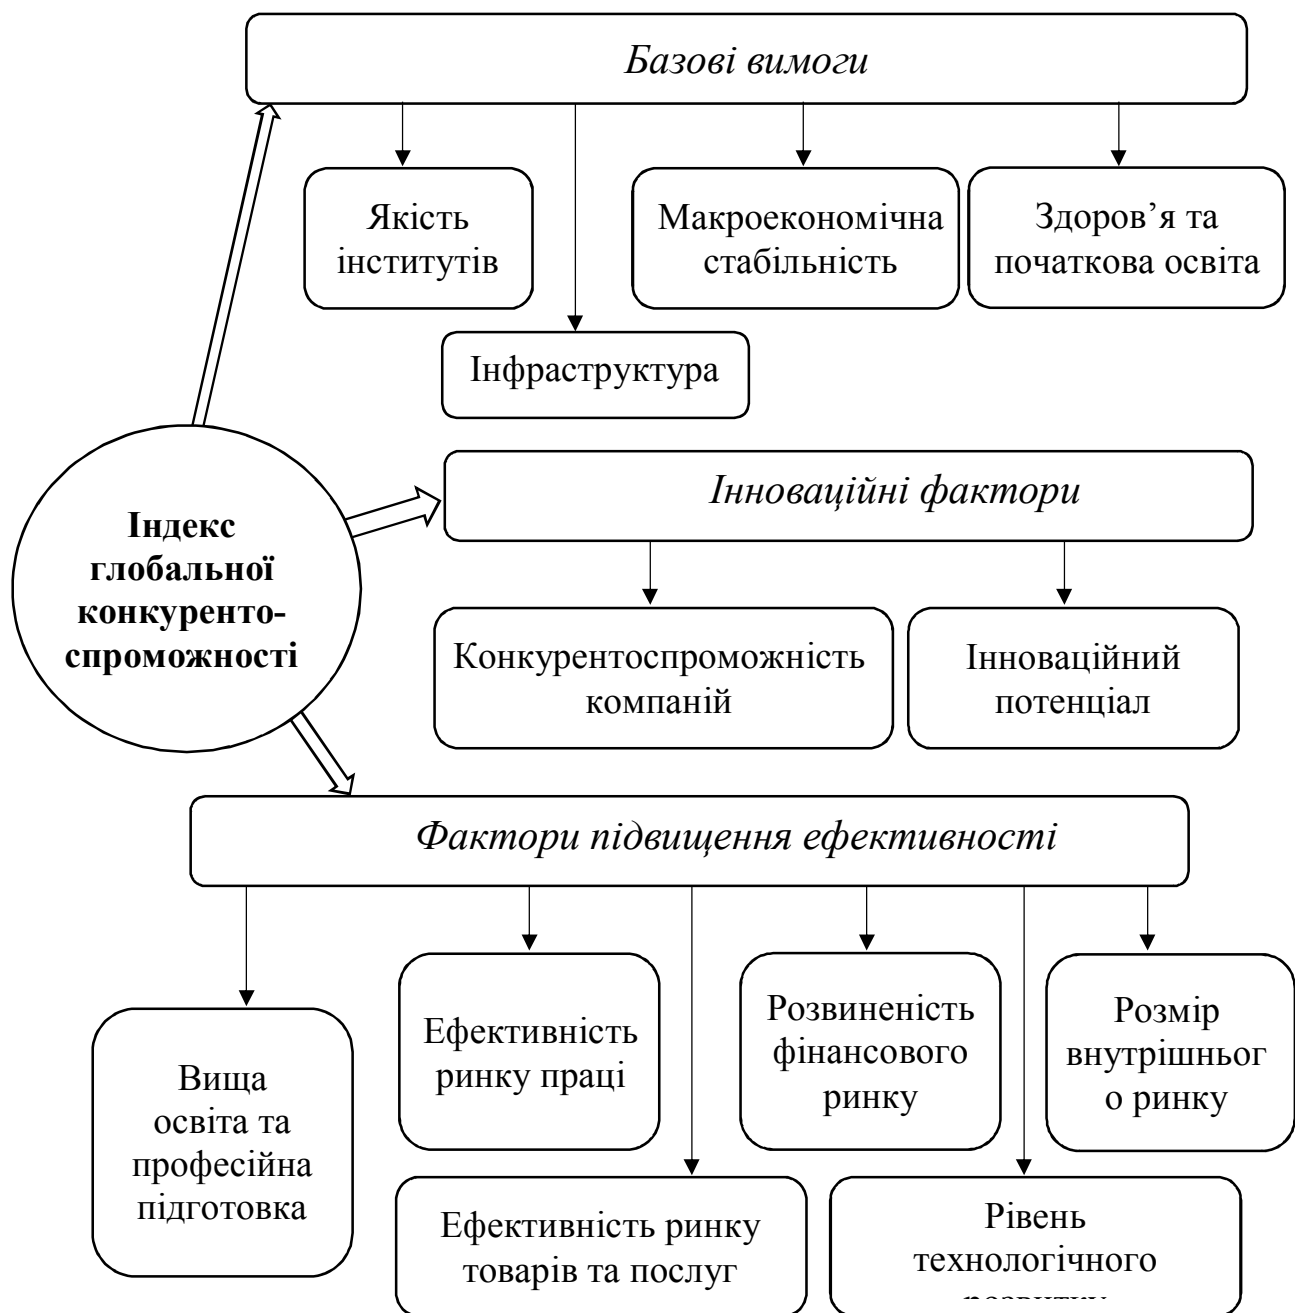 Базові вимоги
Якість
інститутів
Макроекономічна
стабільність
Здоров’я та
початкова освіта
Інфраструктура
Індекс
глобальної
конкуренто-
спроможності
Інноваційні фактори
Конкурентоспроможність
компаній
Інноваційний
потенціал
Фактори підвищення ефективності
Вища
освіта та
професійна
підготовка
Ефективність
ринку праці
Розвиненість
фінансового
ринку
Розмір
внутрішньог
о ринку
Ефективність ринку
товарів та послуг
Рівень
технологічного